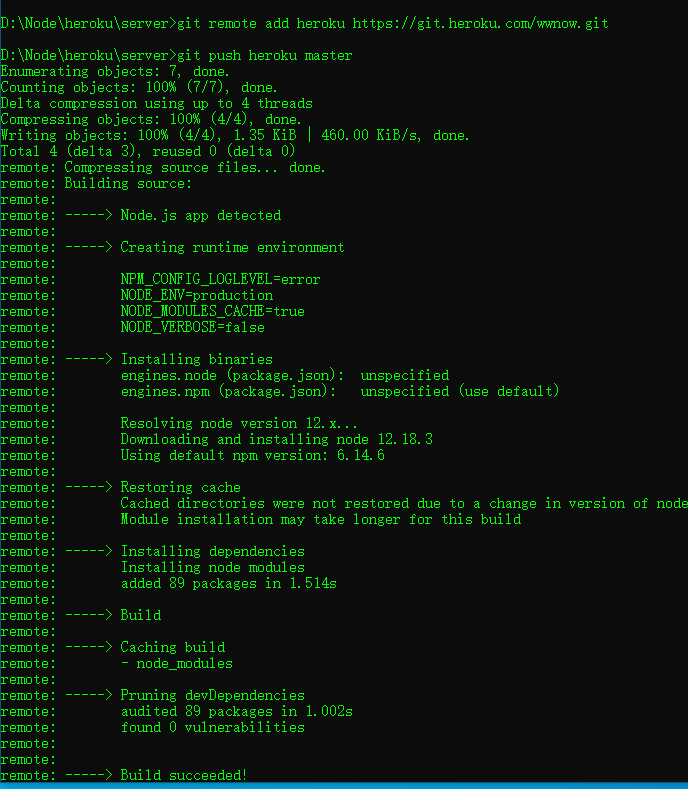 D:\Node\heroku\server>git remote add heroku https://git.heroku.com/wwnow.git
D:\Node\heroku\server>git push heroku master
Enumerating objects: 7, done.
Counting objects: 100% (7/7), done.
Delta compression using up to 4 threads
Compressing objects: 100% (4/4), done.
Writing objects: 100% (4/4), 1.35 KiB | 460.00 KiB/s, done.
Total 4 (delta 3), reused 0 (delta 0)
remote: Compressing source files... done.
remote: Building source:
remote:
remote: -----> Node.js app detected
remote:
remote: -----> Creating runtime environment
remote:
remote:        NPM_CONFIG_LOGLEVEL=error
remote:        NODE_ENV=production
remote:        NODE_MODULES_CACHE=true
remote:        NODE_VERBOSE=false
remote:
remote: -----> Installing binaries
remote:        engines.node (package.json):  unspecified
remote:        engines.npm (package.json):   unspecified (use default)
remote:
remote:        Resolving node version 12.x...
remote:        Downloading and installing node 12.18.3
remote:        Using default npm version: 6.14.6
remote:
remote: -----> Restoring cache
remote:        Cached directories were not restored due to a change in version of node
remote:        Module installation may take longer for this build
remote:
remote: -----> Installing dependencies
remote:        Installing node modules
remote:        added 89 packages in 1.514s
remote:
remote: -----> Build
remote:
remote: -----> Caching build
remote:        - node_modules
remote:
remote: -----> Pruning devDependencies
remote:        audited 89 packages in 1.002s
remote:        found 0 vulnerabilities
remote:
remote:
remote: -----> Build succeeded!